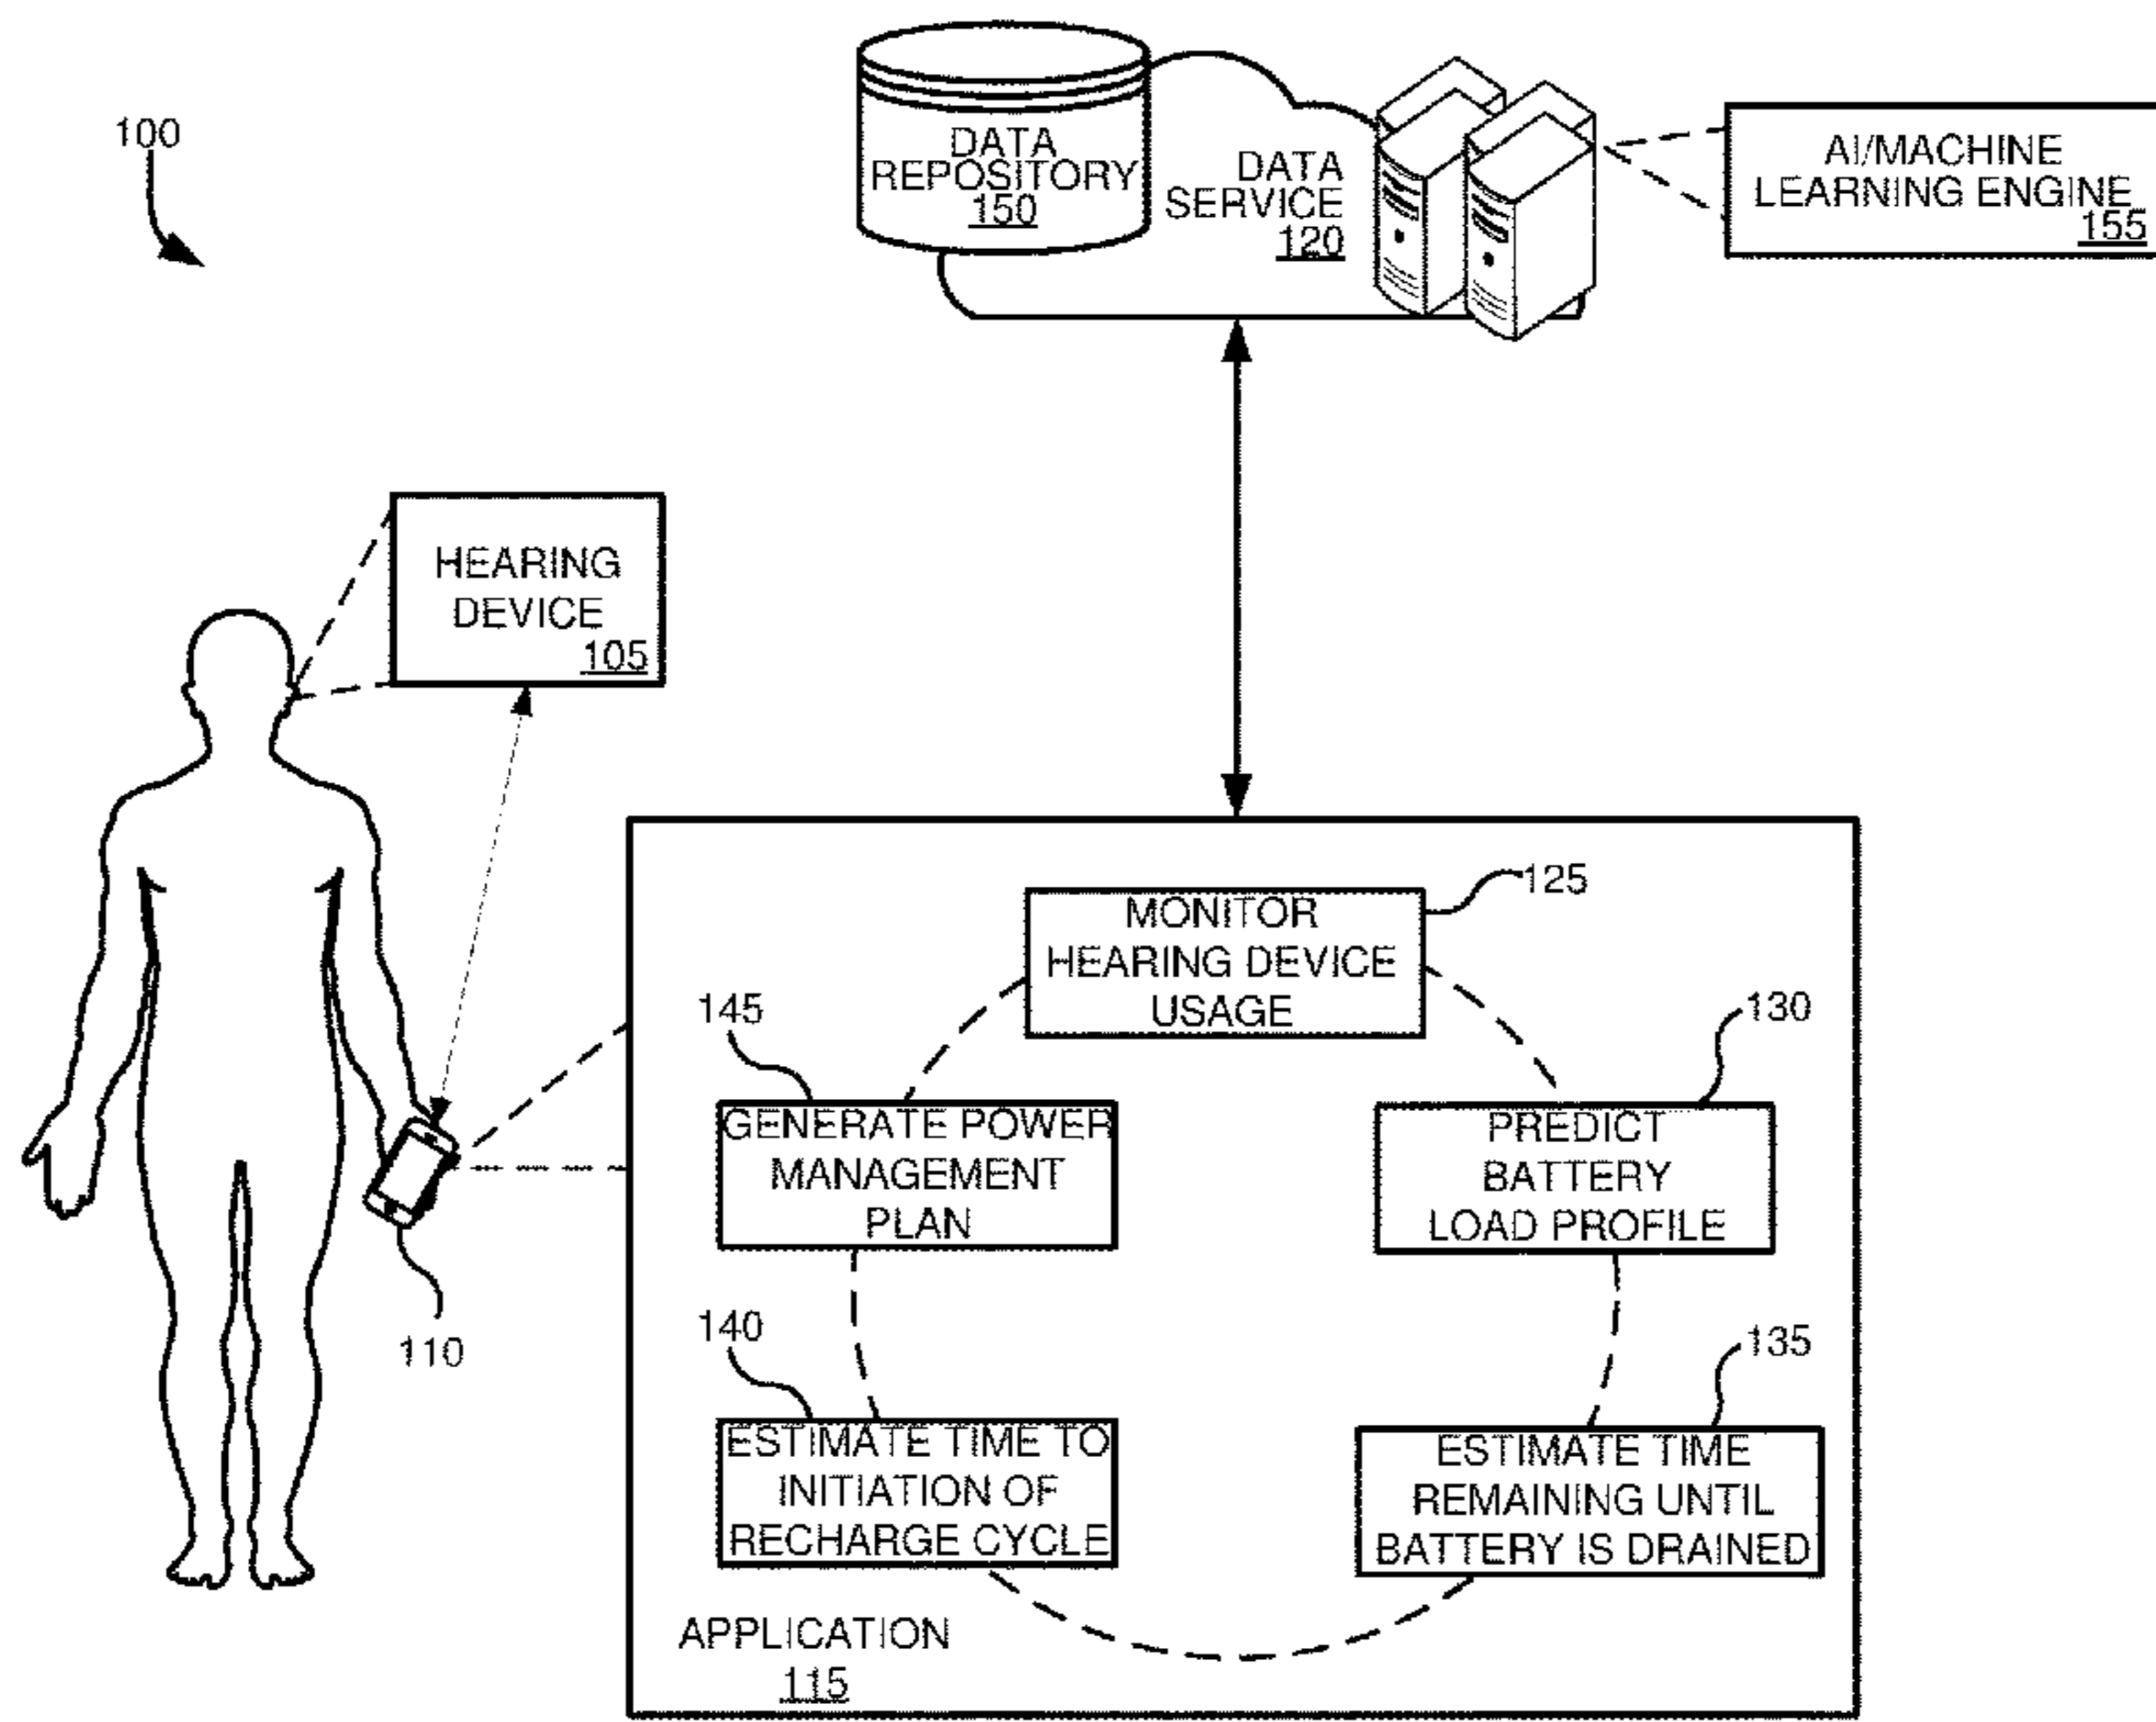 100
DATA
REPOSITORY
150
DATA
SERVICE
120
AI/MACHINE
LEARNING ENGINE
155
HEARING
DEVICE
105
110
125
MONITOR
HEARING DEVICE
USAGE
145
GENERATE POWER
MANAGEMENT
PLAN
130
PREDICT
BATTERY
LOAD PROFILE
140
ESTIMATE TIME TO
INITIATION OF
RECHARGE CYCLE
135
ESTIMATE TIME
REMAINING UNTIL
BATTERY IS DRAINED
APPLICATION
115